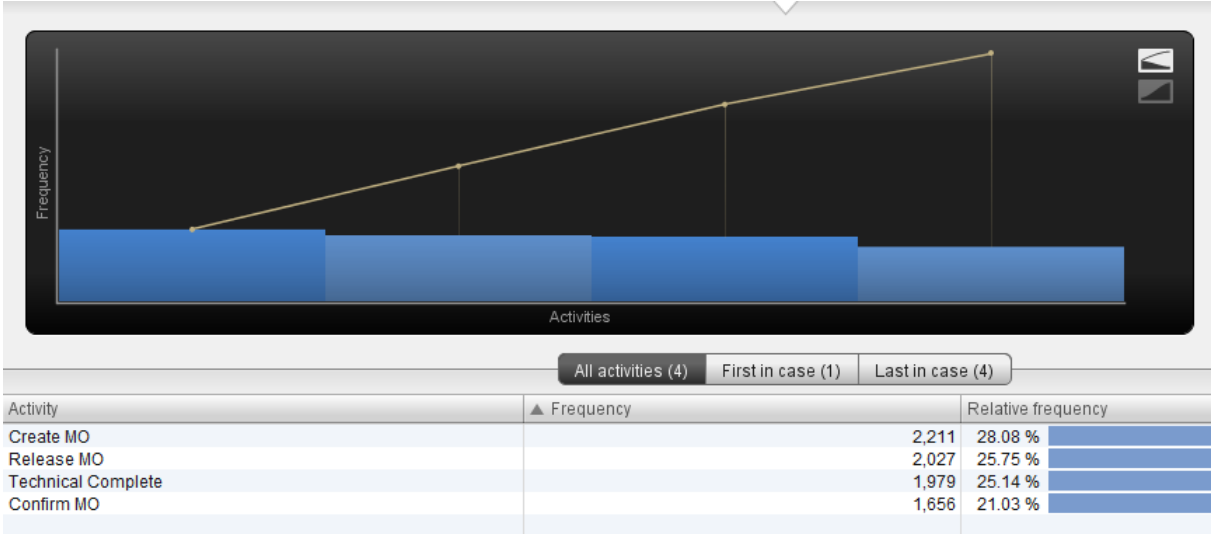 Frequency
Activities
All activities (4) First in case (1) Last in case (4)
Activity ▲ Frequency Relative frequency
Create MO 2,211 28.08 %
Release MO 2,027 25.75 %
Technical Complete 1,979 25.14 %
Confirm MO 1,656 21.03 %